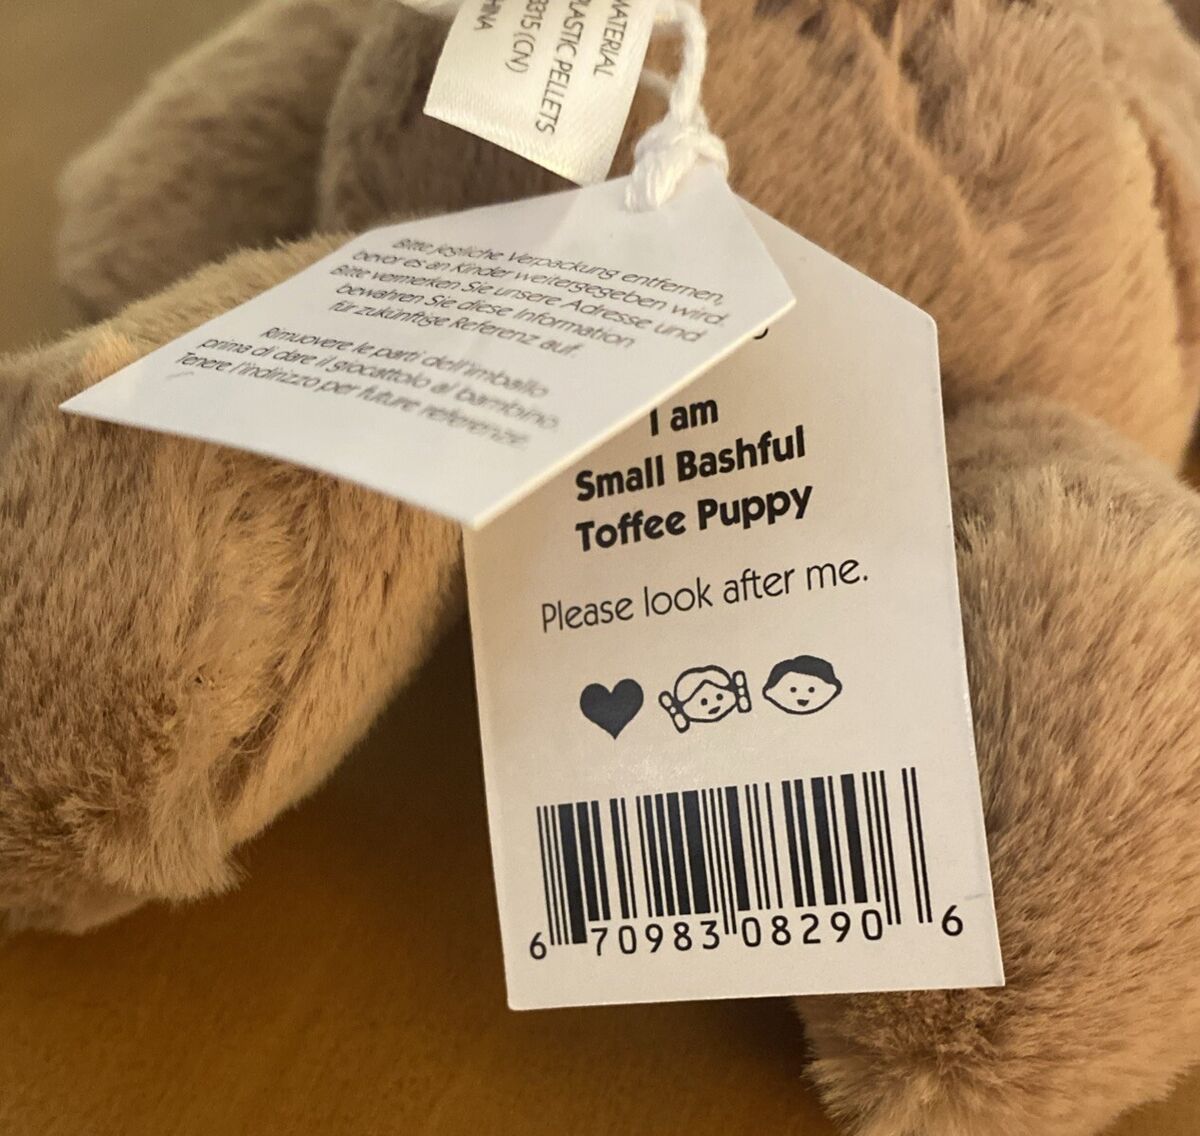 MATERIAL
PLASTIC PELLETS
3315 (CN)
Bitte jegliche Verpackung entfernen,
bevor es an Kinder weitergegeben wird.
Bitte vermerken Sie unsere Adresse und
bewahren Sie diese Information
für zukünftige Referenz auf.
Rimuovere le parti dell'imballo
prima di dare il giocattolo al bambino.
Tenere l'indirizzo per future referenze.
I am
Small Bashful
Toffee Puppy
Please look after me.
6 70983 08290 6